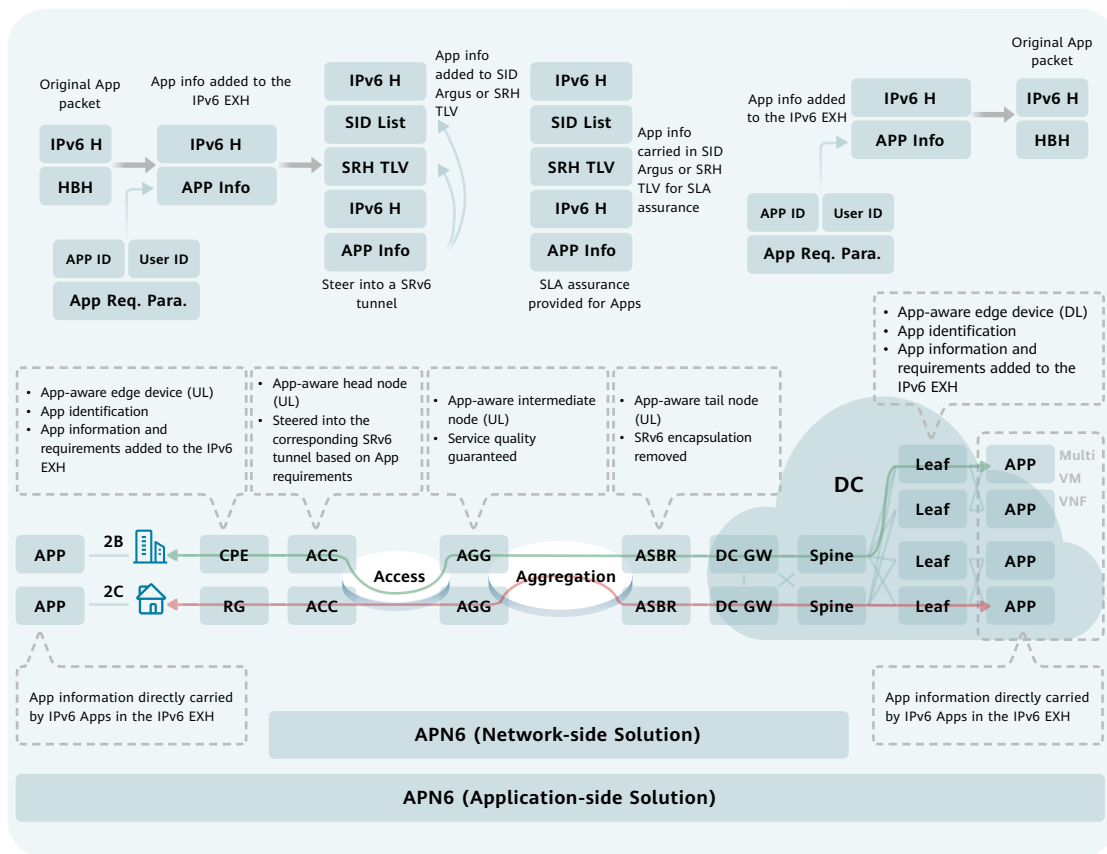 Original App
packet
IPv6 H
HBH
App info added to the
IPv6 EXH
IPv6 H
APP Info
APP ID
User ID
App Req. Para.
IPv6 H
SID List
SRH TLV
IPv6 H
APP Info
Steer into a SRv6
tunnel
App info
added to SID
Argus or SRH
TLV
IPv6 H
SID List
SRH TLV
IPv6 H
APP Info
SLA assurance
provided for Apps
App info
carried in SID
Argus or SRH
TLV for SLA
assurance
App info added
to the IPv6 EXH
IPv6 H
APP Info
APP ID
User ID
App Req. Para.
Original App
packet
IPv6 H
HBH
• App-aware edge device (UL)
• App identification
• App information and
requirements added to the IPv6
EXH
• App-aware head node
(UL)
• Steered into the
corresponding SRv6
tunnel based on App
requirements
• App-aware intermediate
node (UL)
• Service quality
guaranteed
• App-aware tail node
(UL)
• SRv6 encapsulation
removed
• App-aware edge device (DL)
• App identification
• App information and
requirements added to the
IPv6 EXH
DC
Leaf
APP
Multi
VM
VNF
Leaf
APP
APP
2B
CPE
ACC
Access
AGG
Aggregation
ASBR
DC GW
Spine
Leaf
APP
APP
2C
RG
ACC
AGG
ASBR
DC GW
Spine
Leaf
APP
App information directly carried
by IPv6 Apps in the IPv6 EXH
App information directly carried
by IPv6 Apps in the IPv6 EXH
APN6 (Network-side Solution)
APN6 (Application-side Solution)